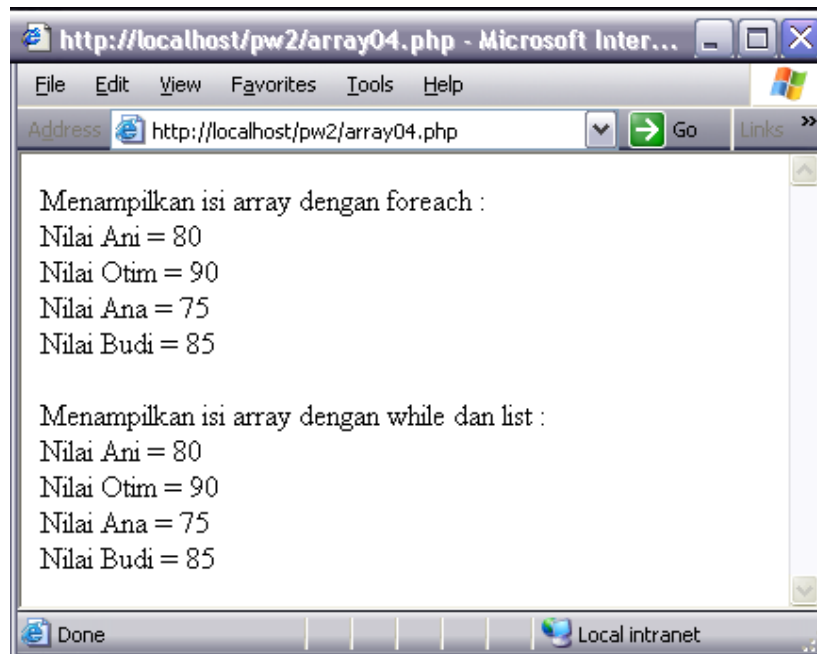 http://localhost/pw2/array04.php - Microsoft Inter...
File Edit View Favorites Tools Help
Address http://localhost/pw2/array04.php Go Links »
Menampilkan isi array dengan foreach :
Nilai Ani = 80
Nilai Otim = 90
Nilai Ana = 75
Nilai Budi = 85
Menampilkan isi array dengan while dan list :
Nilai Ani = 80
Nilai Otim = 90
Nilai Ana = 75
Nilai Budi = 85
Done Local intranet